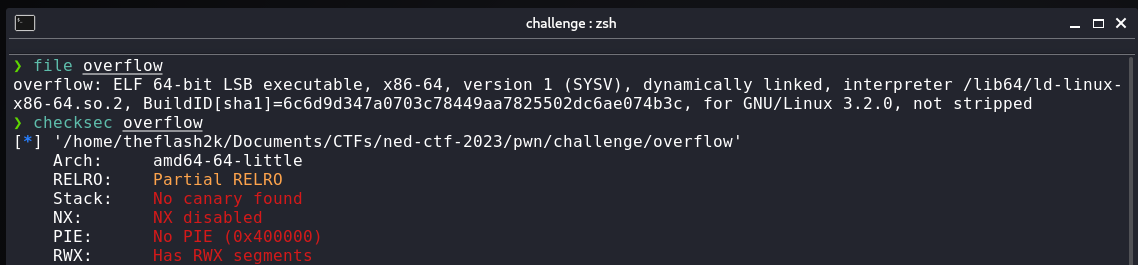 challenge : zsh
❯ file overflow
overflow: ELF 64-bit LSB executable, x86-64, version 1 (SYSV), dynamically linked, interpreter /lib64/ld-linux-
x86-64.so.2, BuildID[sha1]=6c6d9d347a0703c78449aa7825502dc6ae074b3c, for GNU/Linux 3.2.0, not stripped
❯ checksec overflow
[*] '/home/theflash2k/Documents/CTFs/ned-ctf-2023/pwn/challenge/overflow'
    Arch:     amd64-64-little
    RELRO:    Partial RELRO
    Stack:    No canary found
    NX:       NX disabled
    PIE:      No PIE (0x400000)
    RWX:      Has RWX segments